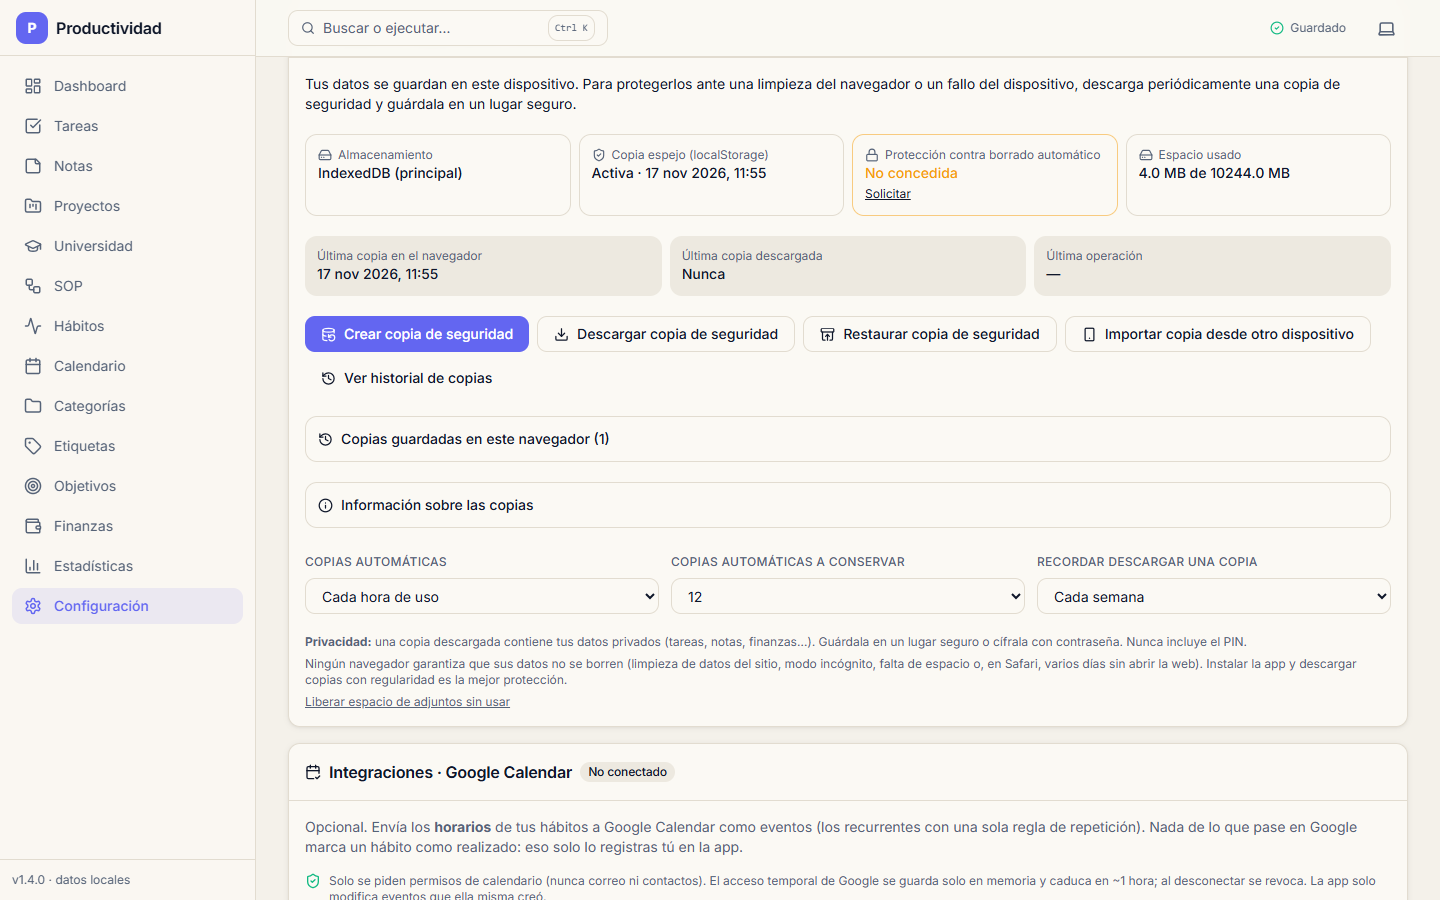 P Productividad
Buscar o ejecutar...
Ctrl K
Guardado
Dashboard
Tareas
Notas
Proyectos
Universidad
SOP
Hábitos
Calendario
Categorías
Etiquetas
Objetivos
Finanzas
Estadísticas
Configuración
v1.4.0 · datos locales
Tus datos se guardan en este dispositivo. Para protegerlos ante una limpieza del navegador o un fallo del dispositivo, descarga periódicamente una copia de
seguridad y guárdala en un lugar seguro.
Almacenamiento
IndexedDB (principal)
Copia espejo (localStorage)
Activa · 17 nov 2026, 11:55
Protección contra borrado automático
No concedida
Solicitar
Espacio usado
4.0 MB de 10244.0 MB
Última copia en el navegador
17 nov 2026, 11:55
Última copia descargada
Nunca
Última operación
—
Crear copia de seguridad
Descargar copia de seguridad
Restaurar copia de seguridad
Importar copia desde otro dispositivo
Ver historial de copias
Copias guardadas en este navegador (1)
Información sobre las copias
COPIAS AUTOMÁTICAS
Cada hora de uso
COPIAS AUTOMÁTICAS A CONSERVAR
12
RECORDAR DESCARGAR UNA COPIA
Cada semana
Privacidad: una copia descargada contiene tus datos privados (tareas, notas, finanzas...). Guárdala en un lugar seguro o cífrala con contraseña. Nunca incluye el PIN.
Ningún navegador garantiza que sus datos no se borren (limpieza de datos del sitio, modo incógnito, falta de espacio o, en Safari, varios días sin abrir la web). Instalar la app y descargar
copias con regularidad es la mejor protección.
Liberar espacio de adjuntos sin usar
Integraciones · Google Calendar
No conectado
Opcional. Envía los horarios de tus hábitos a Google Calendar como eventos (los recurrentes con una sola regla de repetición). Nada de lo que pase en Google
marca un hábito como realizado: eso solo lo registras tú en la app.
Solo se piden permisos de calendario (nunca correo ni contactos). El acceso temporal de Google se guarda solo en memoria y caduca en ~1 hora; al desconectar se revoca. La app solo
modifica eventos que ella misma creó.